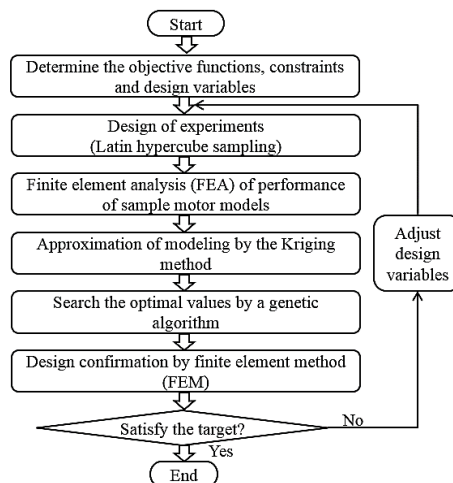 Start
Determine the objective functions, constraints
and design variables
Design of experiments
(Latin hypercube sampling)
Finite element analysis (FEA) of performance
of sample motor models
Approximation of modeling by the Kriging
method
Search the optimal values by a genetic
algorithm
Design confirmation by finite element method
(FEM)
Satisfy the target?
No
Yes
End
Adjust
design
variables